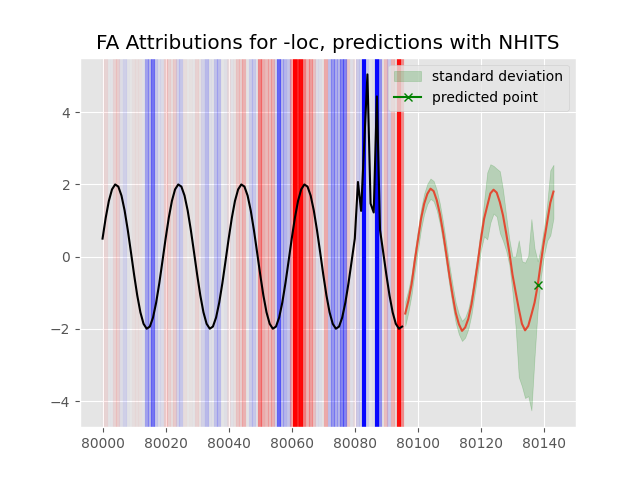 FA Attributions for -loc, predictions with NHITS
standard deviation
predicted point
4
2
0
−2
−4
80000 80020 80040 80060 80080 80100 80120 80140